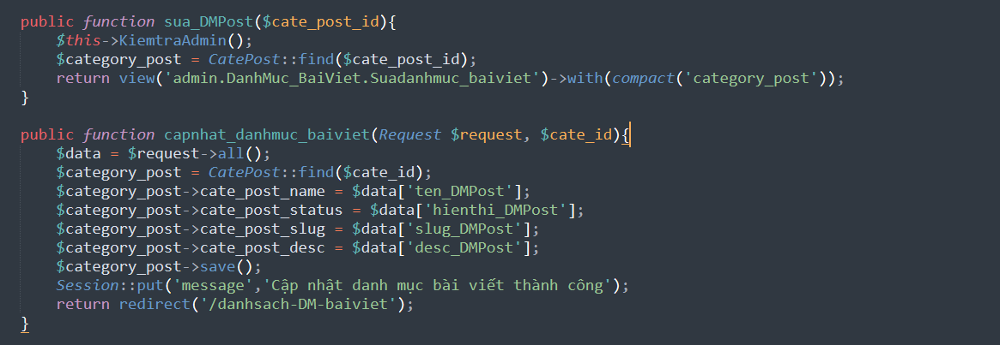 public function sua_DMPost($cate_post_id){
$this->KiemtraAdmin();
$category_post = CatePost::find($cate_post_id);
return view('admin.DanhMuc_BaiViet.Suadanhmuc_baiviet')->with(compact('category_post'));
}
public function capnhat_danhmuc_baiviet(Request $request, $cate_id){
$data = $request->all();
$category_post = CatePost::find($cate_id);
$category_post->cate_post_name = $data['ten_DMPost'];
$category_post->cate_post_status = $data['hienthi_DMPost'];
$category_post->cate_post_slug = $data['slug_DMPost'];
$category_post->cate_post_desc = $data['desc_DMPost'];
$category_post->save();
Session::put('message','Cập nhật danh mục bài viết thành công');
return redirect('/danhsach-DM-baiviet');
}